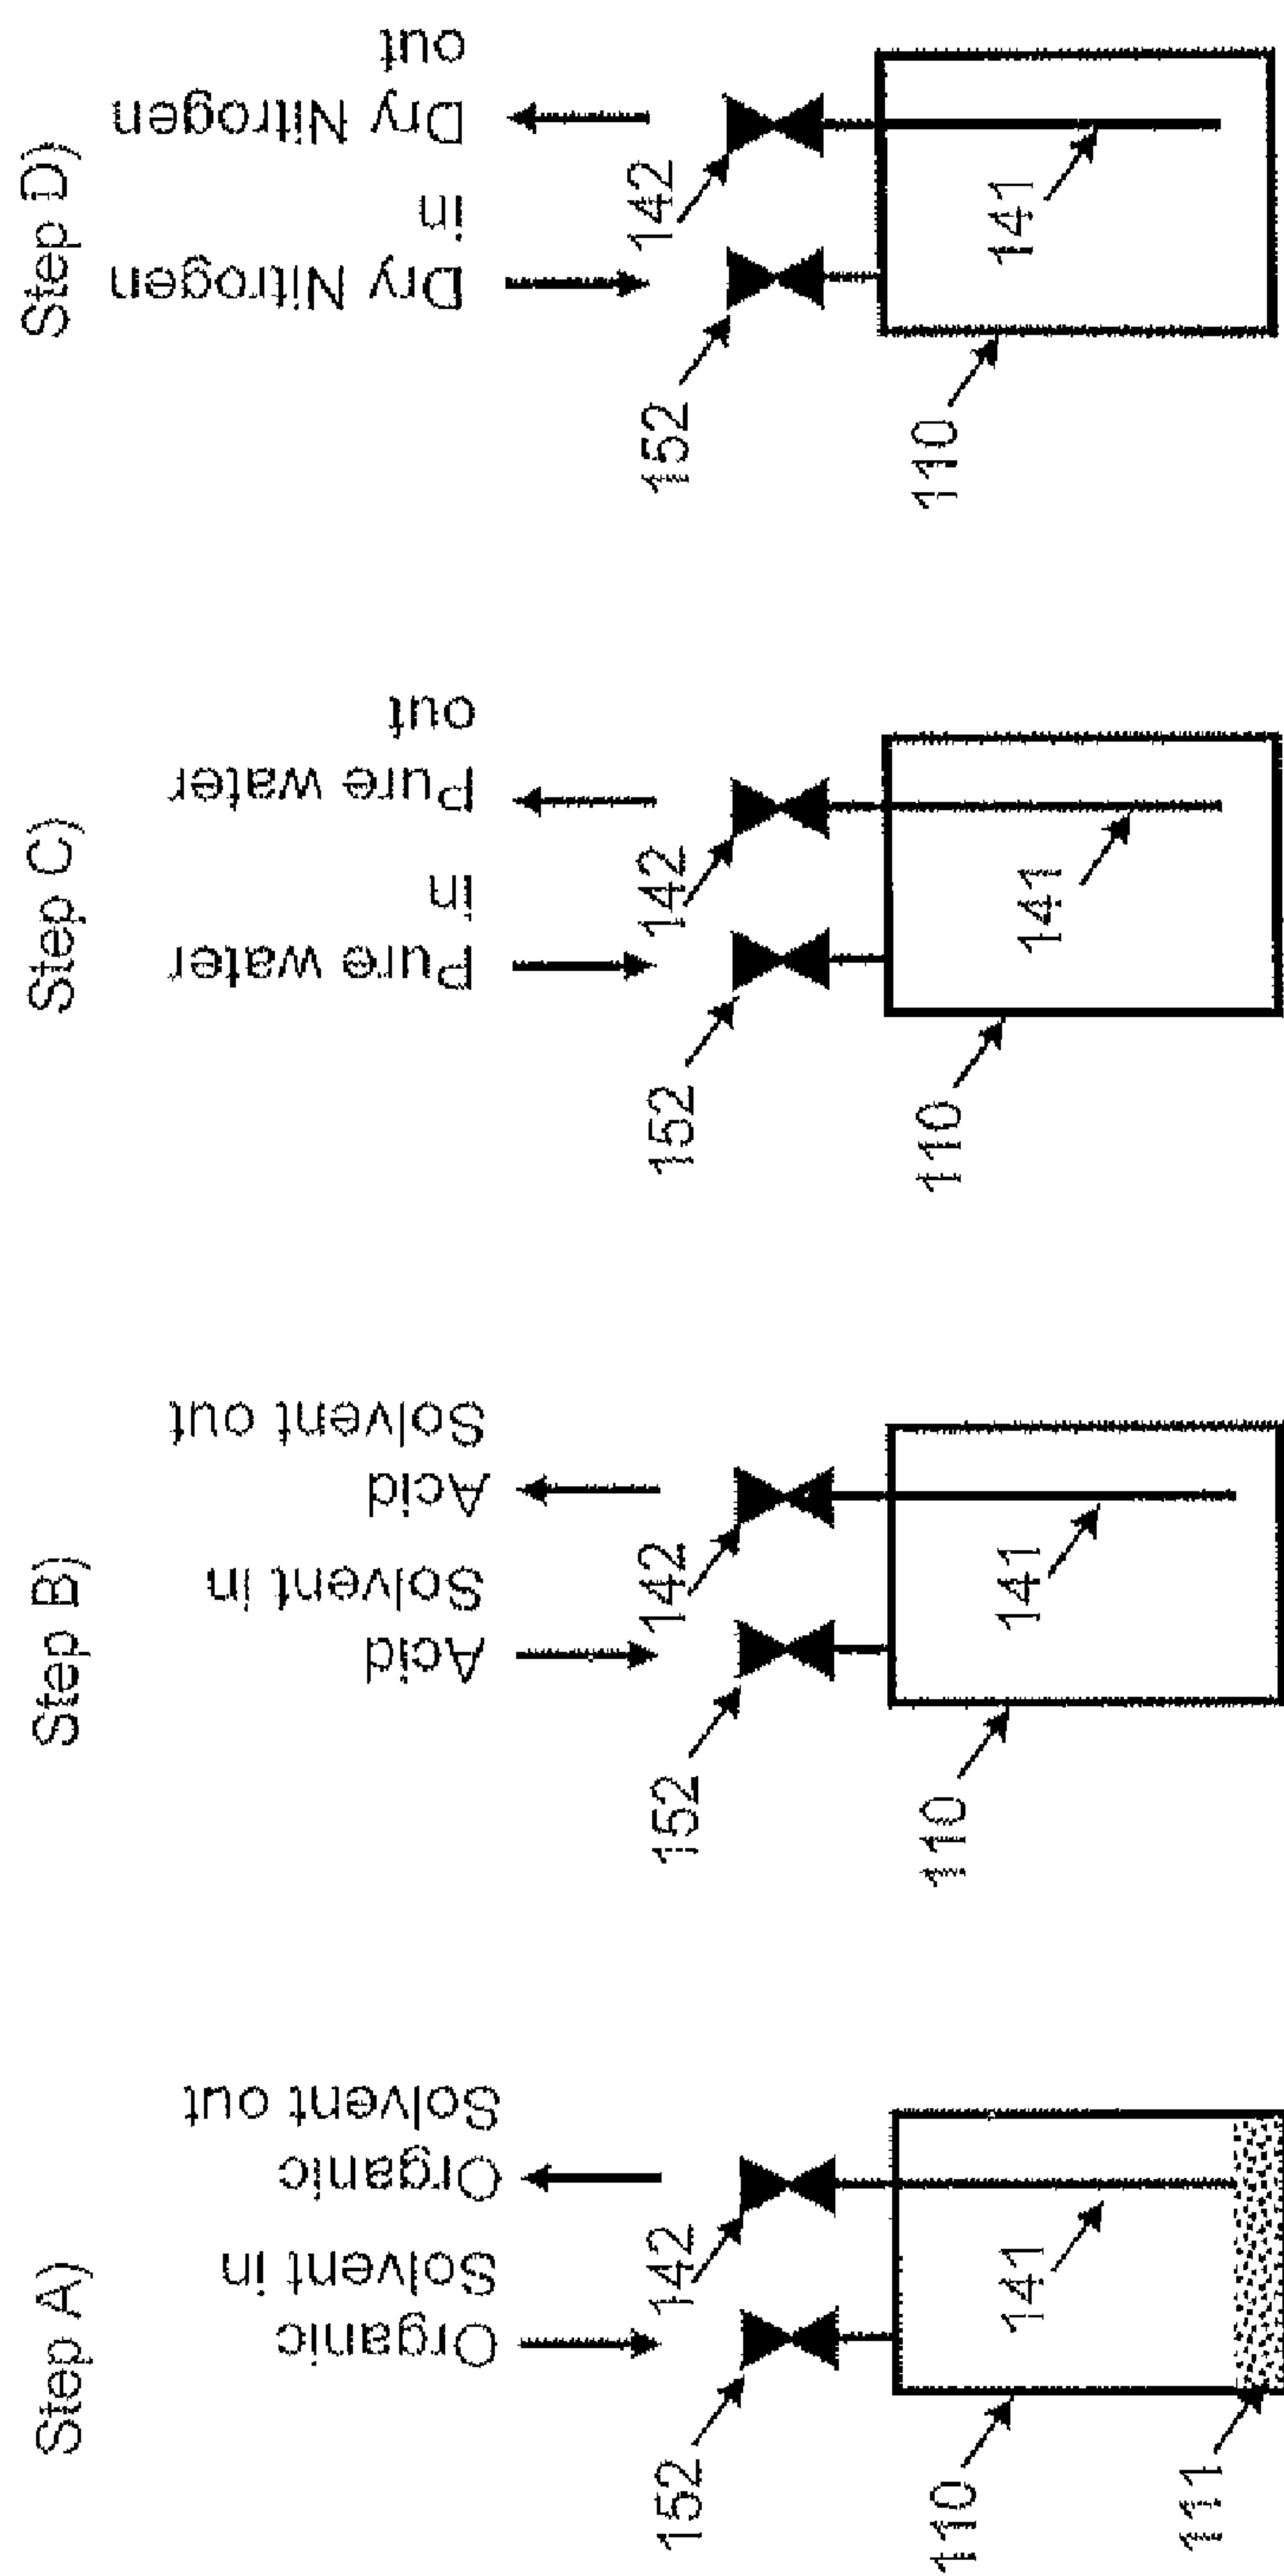 Step A)
Organic
Solvent in
Organic
Solvent out
152
142
110
141
111
Step B)
Acid
Solvent in
Acid
Solvent out
152
142
110
141
Step C)
Pure water
in
Pure water
out
152
142
110
141
Step D)
Dry Nitrogen
in
Dry Nitrogen
out
152
142
110
141